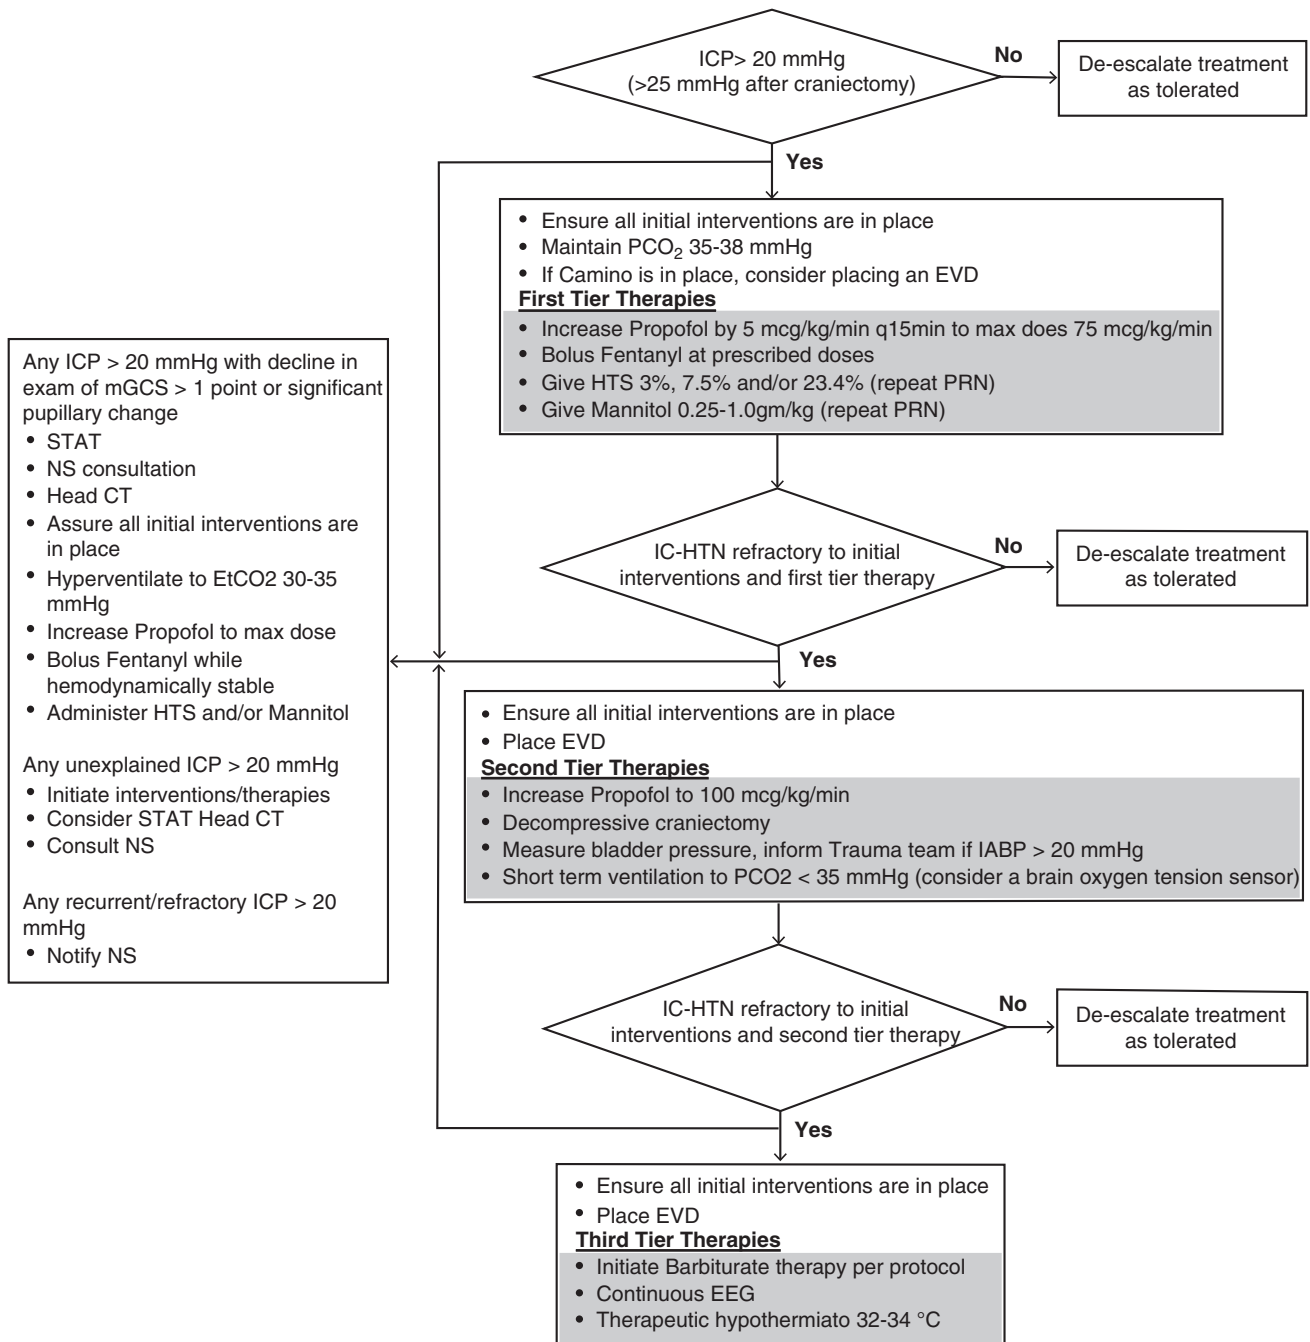 ICP> 20 mmHg
(>25 mmHg after craniectomy)
No
De-escalate treatment
as tolerated
Yes
• Ensure all initial interventions are in place
• Maintain PCO2 35-38 mmHg
• If Camino is in place, consider placing an EVD
First Tier Therapies
• Increase Propofol by 5 mcg/kg/min q15min to max does 75 mcg/kg/min
• Bolus Fentanyl at prescribed doses
• Give HTS 3%, 7.5% and/or 23.4% (repeat PRN)
• Give Mannitol 0.25-1.0gm/kg (repeat PRN)
Any ICP > 20 mmHg with decline in
exam of mGCS > 1 point or significant
pupillary change
• STAT
• NS consultation
• Head CT
• Assure all initial interventions are
in place
• Hyperventilate to EtCO2 30-35
mmHg
• Increase Propofol to max dose
• Bolus Fentanyl while
hemodynamically stable
• Administer HTS and/or Mannitol
Any unexplained ICP > 20 mmHg
• Initiate interventions/therapies
• Consider STAT Head CT
• Consult NS
Any recurrent/refractory ICP > 20
mmHg
• Notify NS
IC-HTN refractory to initial
interventions and first tier therapy
No
De-escalate treatment
as tolerated
Yes
• Ensure all initial interventions are in place
• Place EVD
Second Tier Therapies
• Increase Propofol to 100 mcg/kg/min
• Decompressive craniectomy
• Measure bladder pressure, inform Trauma team if IABP > 20 mmHg
• Short term ventilation to PCO2 < 35 mmHg (consider a brain oxygen tension sensor)
IC-HTN refractory to initial
interventions and second tier therapy
No
De-escalate treatment
as tolerated
Yes
• Ensure all initial interventions are in place
• Place EVD
Third Tier Therapies
• Initiate Barbiturate therapy per protocol
• Continuous EEG
• Therapeutic hypothermiato 32-34 °C